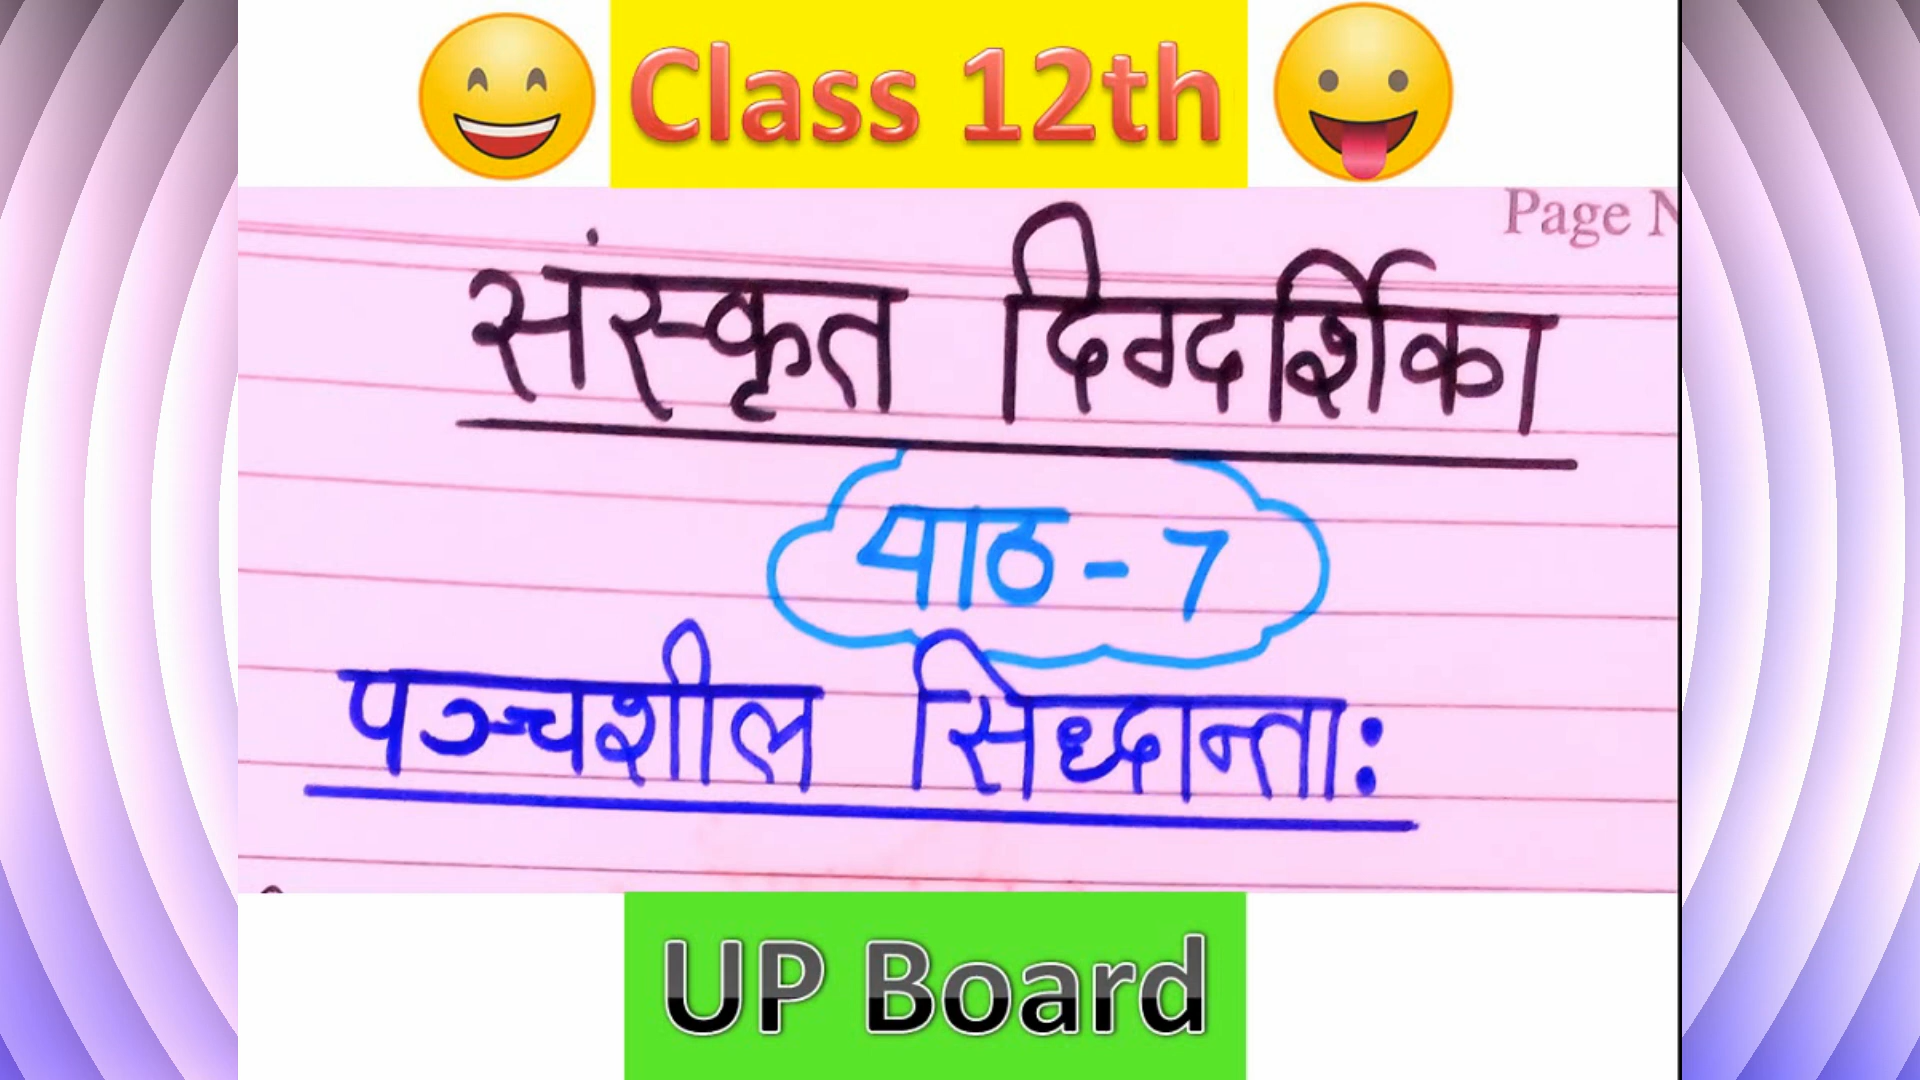 Class 12th
Page N
संस्कृत दिग्दर्शिका
पाठ - 7
पञ्चशील सिध्दान्ताः
UP Board